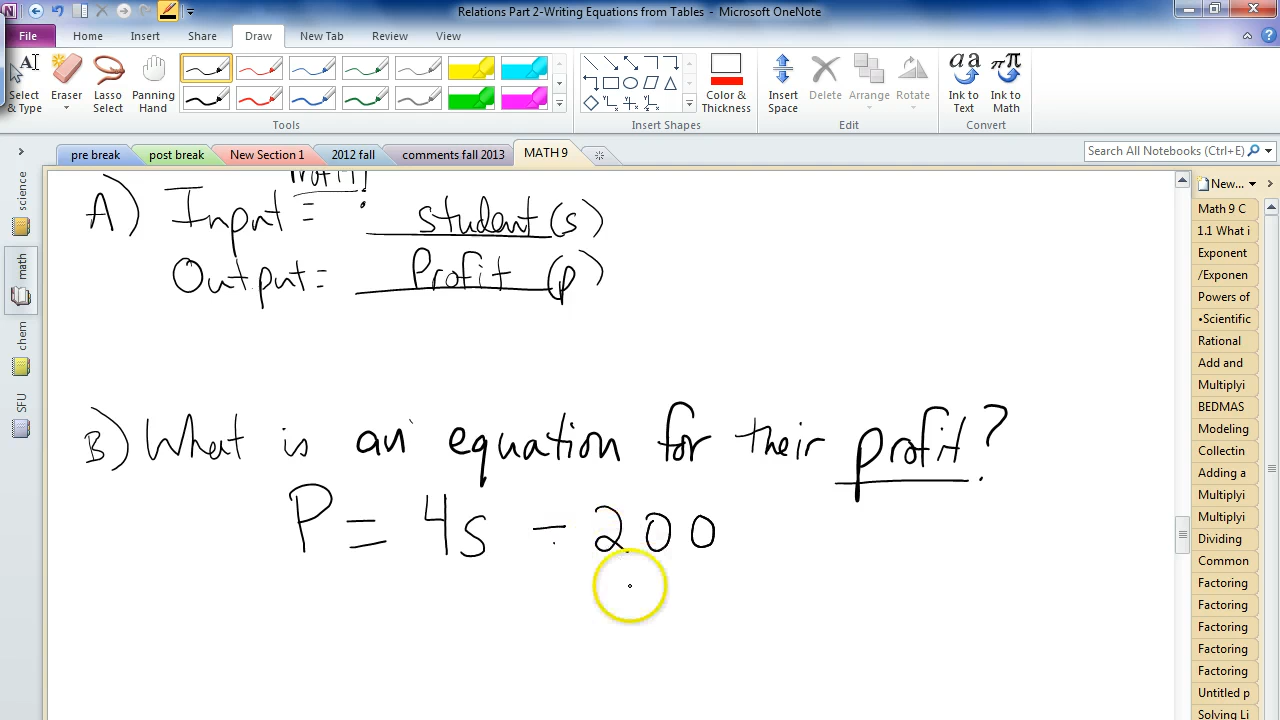 Relations Part 2-Writing Equations from Tables - Microsoft OneNote
File Home Insert Share Draw New Tab Review View
Select & Type
Eraser
Lasso Select
Panning Hand
Color & Thickness
Insert Space
Delete
Arrange
Rotate
Ink to Text
Ink to Math
Tools
Insert Shapes
Edit
Convert
pre break
post break
New Section 1
2012 fall
comments fall 2013
MATH 9
Search All Notebooks (Ctrl+E)
science
math
chem
SFU
A) Input = student (s)
Output = Profit (p)
B) What is an equation for their profit?
P = 4s - 200
New...
Math 9 C
1.1 What i
Exponent
/Exponen
Powers of
•Scientific
Rational
Add and
Multiplyi
BEDMAS
Modeling
Collectin
Adding a
Multiplyi
Multiplyi
Dividing
Common
Factoring
Factoring
Factoring
Factoring
Factoring
Untitled p
Solving Li